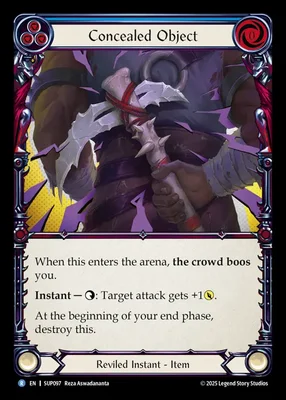 Concealed Object
When this enters the arena, the crowd boos
you.
Instant — : Target attack gets +1.
At the beginning of your end phase,
destroy this.
Reviled Instant - Item
R EN | SUP097 Reza Aswadananta © 2025 Legend Story Studios